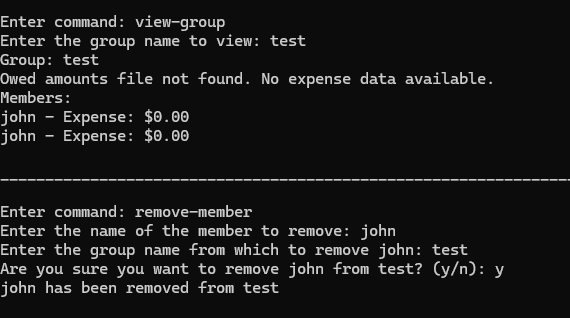 Enter command: view-group
Enter the group name to view: test
Group: test
Owed amounts file not found. No expense data available.
Members:
john - Expense: $0.00
john - Expense: $0.00
________________________________________________________________
Enter command: remove-member
Enter the name of the member to remove: john
Enter the group name from which to remove john: test
Are you sure you want to remove john from test? (y/n): y
john has been removed from test